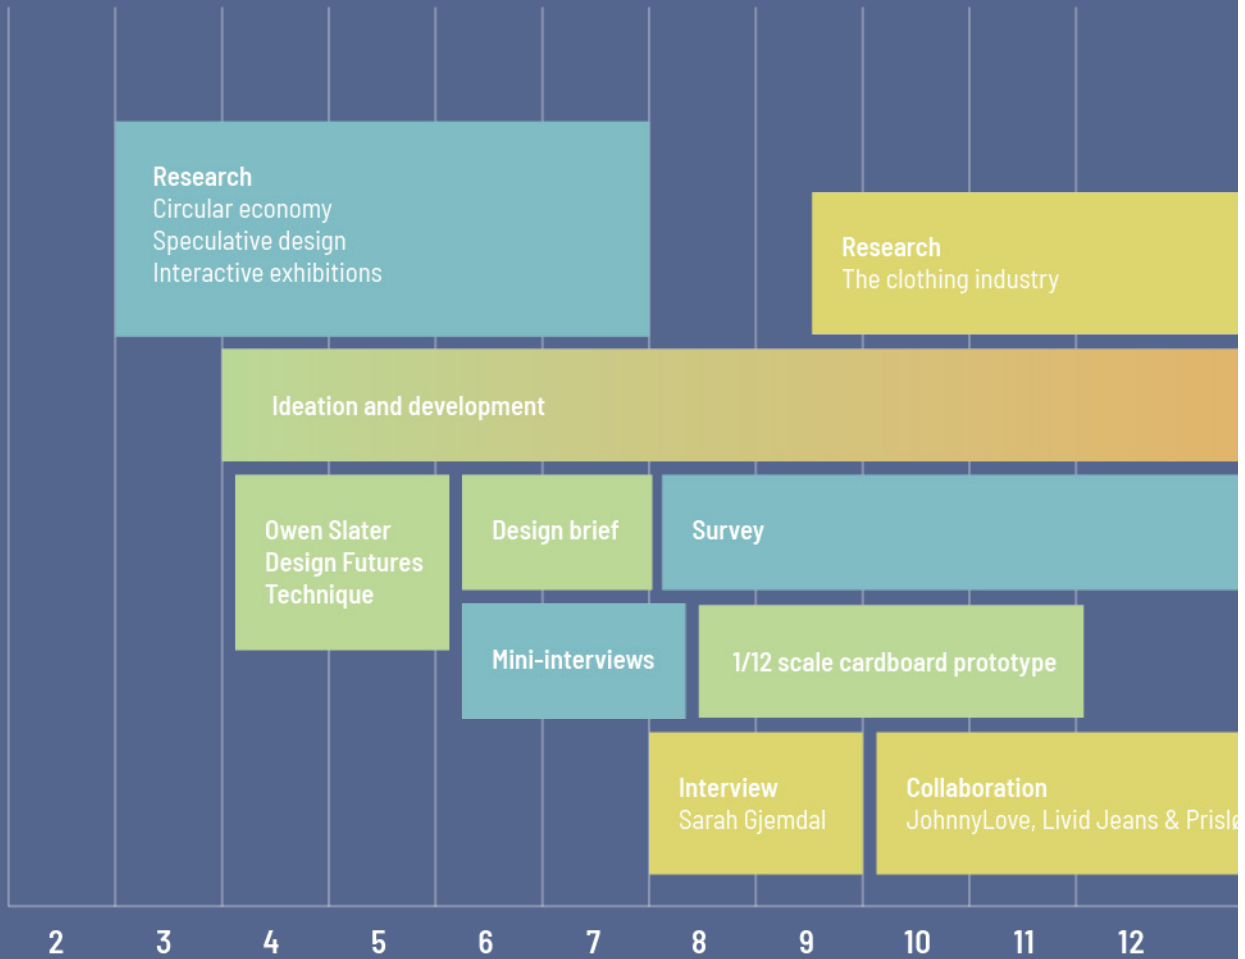 Research
Circular economy
Speculative design
Interactive exhibitions
Research
The clothing industry
Ideation and development
Owen Slater
Design Futures
Technique
Design brief
Survey
Mini-interviews
1/12 scale cardboard prototype
Interview
Sarah Gjemdal
Collaboration
JohnnyLove, Livid Jeans &
2 3 4 5 6 7 8 9 10 11 12